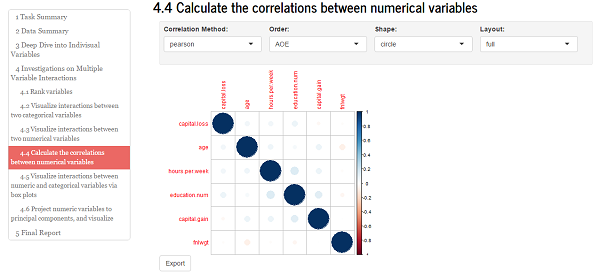 1 Task Summary
2 Data Summary
3 Deep Dive into Indivisual
Variables
4 Investigations on Multiple
Variable Interactions
4.1 Rank variables
4.2 Visualize interactions between
two categorical variables
4.3 Visualize interactions between
two numerical variables
4.4 Calculate the correlations
between numerical variables
4.5 Visualize interactions between
numeric and categorical variables via
box plots
4.6 Project numeric variables to
principal components, and visualize
5 Final Report
4.4 Calculate the correlations between numerical variables
Correlation Method: Order: Shape: Layout:
pearson AOE circle full
capital.loss age hours.per.week education.num capital.gain fnlwgt
capital.loss
age
hours.per.week
education.num
capital.gain
fnlwgt
1
0.8
0.6
0.4
0.2
0
-0.2
-0.4
-0.6
-0.8
-1
Export